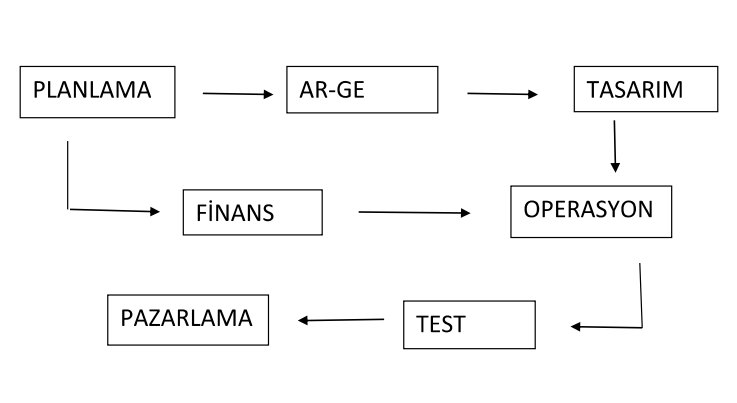 PLANLAMA
AR-GE
TASARIM
FİNANS
OPERASYON
PAZARLAMA
TEST